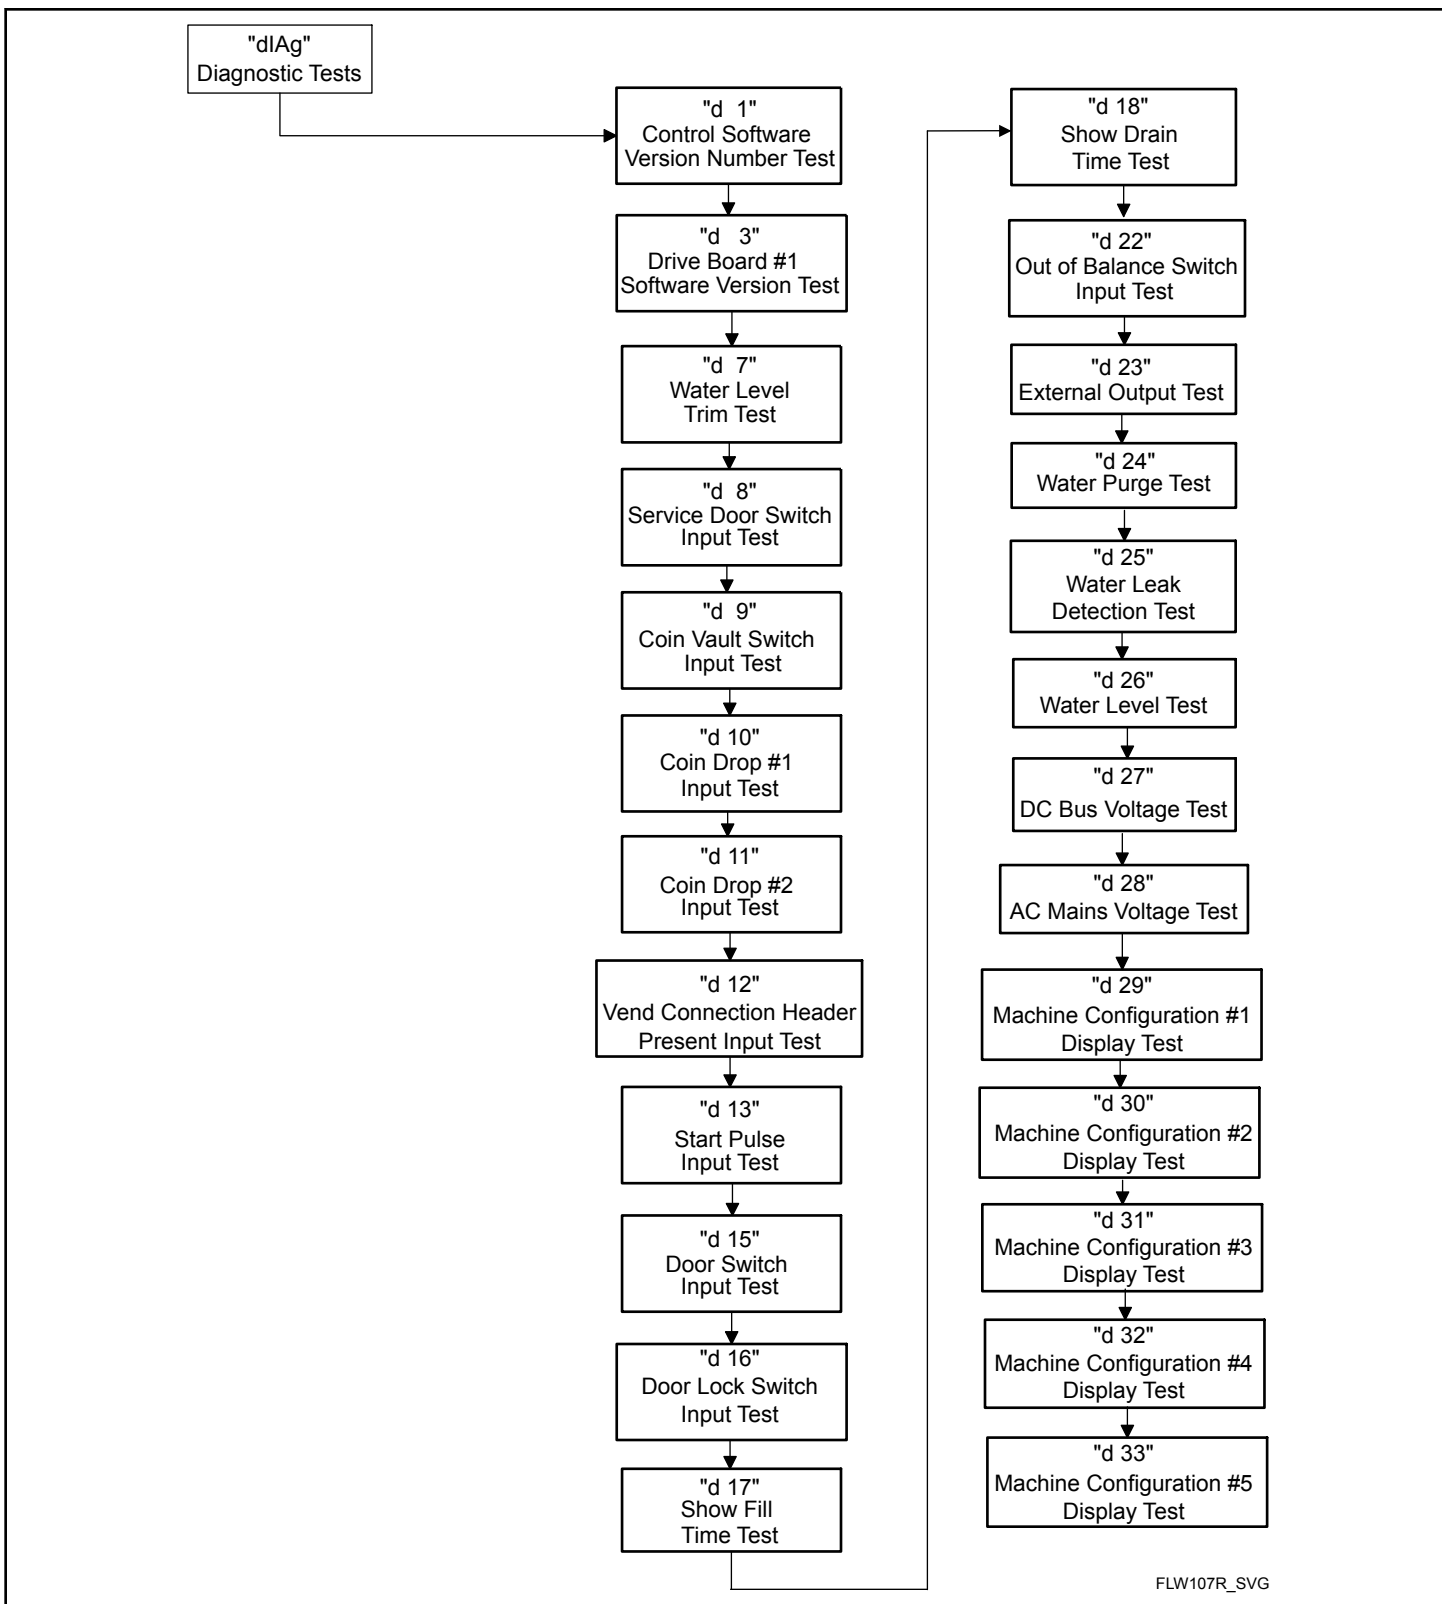 "dIAg"
Diagnostic Tests
"d  1"
Control Software
Version Number Test
"d  3"
Drive Board #1
Software Version Test
"d  7"
Water Level
Trim Test
"d  8"
Service Door Switch
Input Test
"d  9"
Coin Vault Switch
Input Test
"d 10"
Coin Drop #1
Input Test
"d 11"
Coin Drop #2
Input Test
"d 12"
Vend Connection Header
Present Input Test
"d 13"
Start Pulse
Input Test
"d 15"
Door Switch
Input Test
"d 16"
Door Lock Switch
Input Test
"d 17"
Show Fill
Time Test
"d 18"
Show Drain
Time Test
"d 22"
Out of Balance Switch
Input Test
"d 23"
External Output Test
"d 24"
Water Purge Test
"d 25"
Water Leak
Detection Test
"d 26"
Water Level Test
"d 27"
DC Bus Voltage Test
"d 28"
AC Mains Voltage Test
"d 29"
Machine Configuration #1
Display Test
"d 30"
Machine Configuration #2
Display Test
"d 31"
Machine Configuration #3
Display Test
"d 32"
Machine Configuration #4
Display Test
"d 33"
Machine Configuration #5
Display Test
FLW107R_SVG